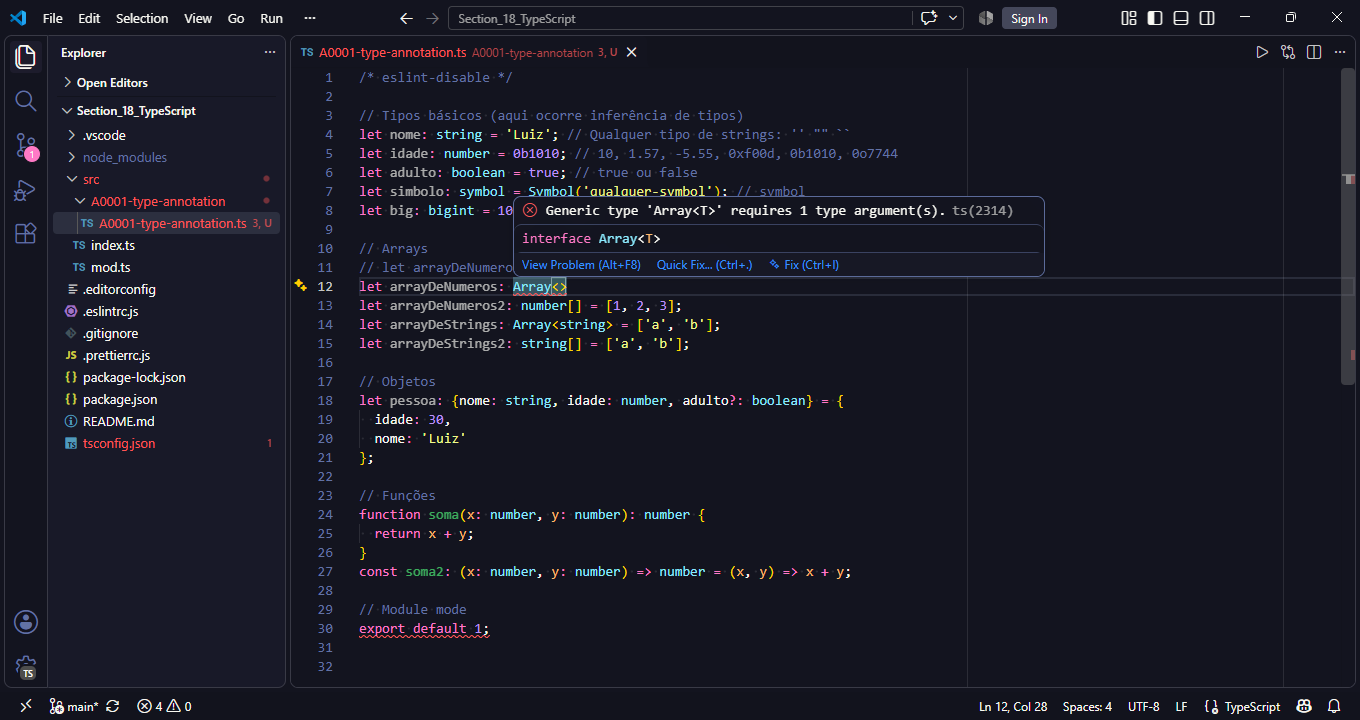 File Edit Selection View Go Run ··· Section_18_TypeScript Sign In
Explorer ···
Open Editors
Section_18_TypeScript
.vscode
node_modules
src
A0001-type-annotation
TS A0001-type-annotation.ts 3, U
TS index.ts
TS mod.ts
.editorconfig
.eslintrc.js
.gitignore
JS .prettierrc.js
{} package-lock.json
{} package.json
README.md
TS tsconfig.json 1
1
TS
TS A0001-type-annotation.ts A0001-type-annotation 3, U
1 /* eslint-disable */
2
3 // Tipos básicos (aqui ocorre inferência de tipos)
4 let nome: string = 'Luiz'; // Qualquer tipo de strings: '' "" ``
5 let idade: number = 0b1010; // 10, 1.57, -5.55, 0xf00d, 0b1010, 0o7744
6 let adulto: boolean = true; // true ou false
7 let simbolo: symbol = Symbol('qualquer-symbol'); // symbol
8 let big: bigint = 10
9
10 // Arrays
11 // let arrayDeNumero
12 let arrayDeNumeros: Array<>
13 let arrayDeNumeros2: number[] = [1, 2, 3];
14 let arrayDeStrings: Array<string> = ['a', 'b'];
15 let arrayDeStrings2: string[] = ['a', 'b'];
16
17 // Objetos
18 let pessoa: {nome: string, idade: number, adulto?: boolean} = {
19 idade: 30,
20 nome: 'Luiz'
21 };
22
23 // Funções
24 function soma(x: number, y: number): number {
25 return x + y;
26 }
27 const soma2: (x: number, y: number) => number = (x, y) => x + y;
28
29 // Module mode
30 export default 1;
31
32
Generic type 'Array<T>' requires 1 type argument(s). ts(2314)
interface Array<T>
View Problem (Alt+F8) Quick Fix... (Ctrl+.) Fix (Ctrl+I)
main* 4 0 Ln 12, Col 28 Spaces: 4 UTF-8 LF {} TypeScript